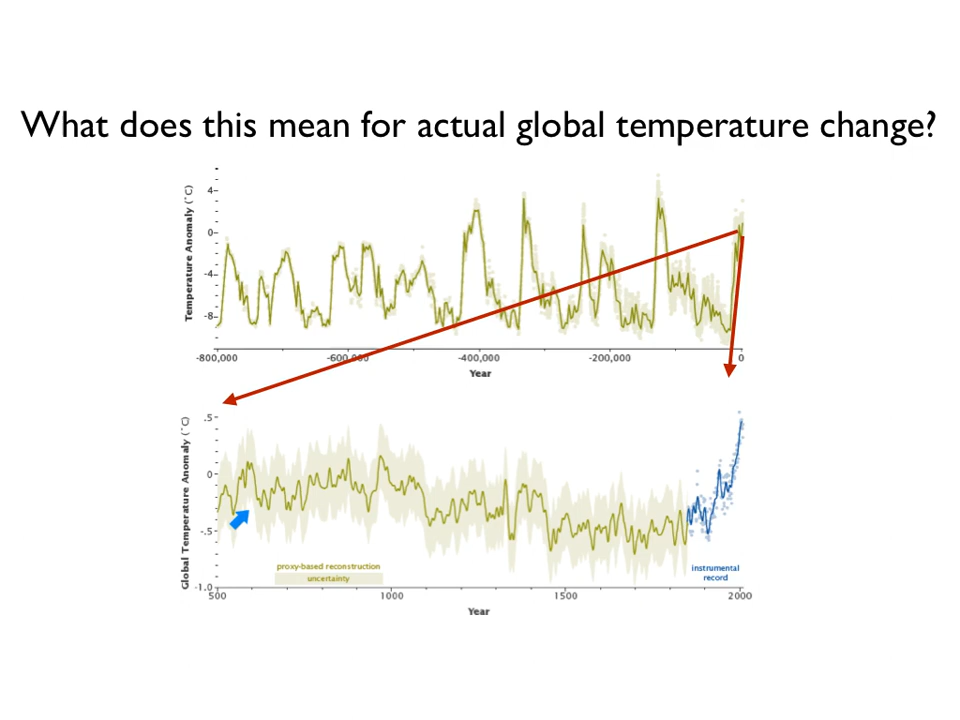 What does this mean for actual global temperature change?
Temperature Anomaly (°C)
4
0
-4
-8
-800,000 -600,000 -400,000 -200,000 0
Year
Global Temperature Anomaly (°C)
.5
0
-.5
-1.0
proxy-based reconstruction
uncertainty
instrumental
record
500 1000 1500 2000
Year